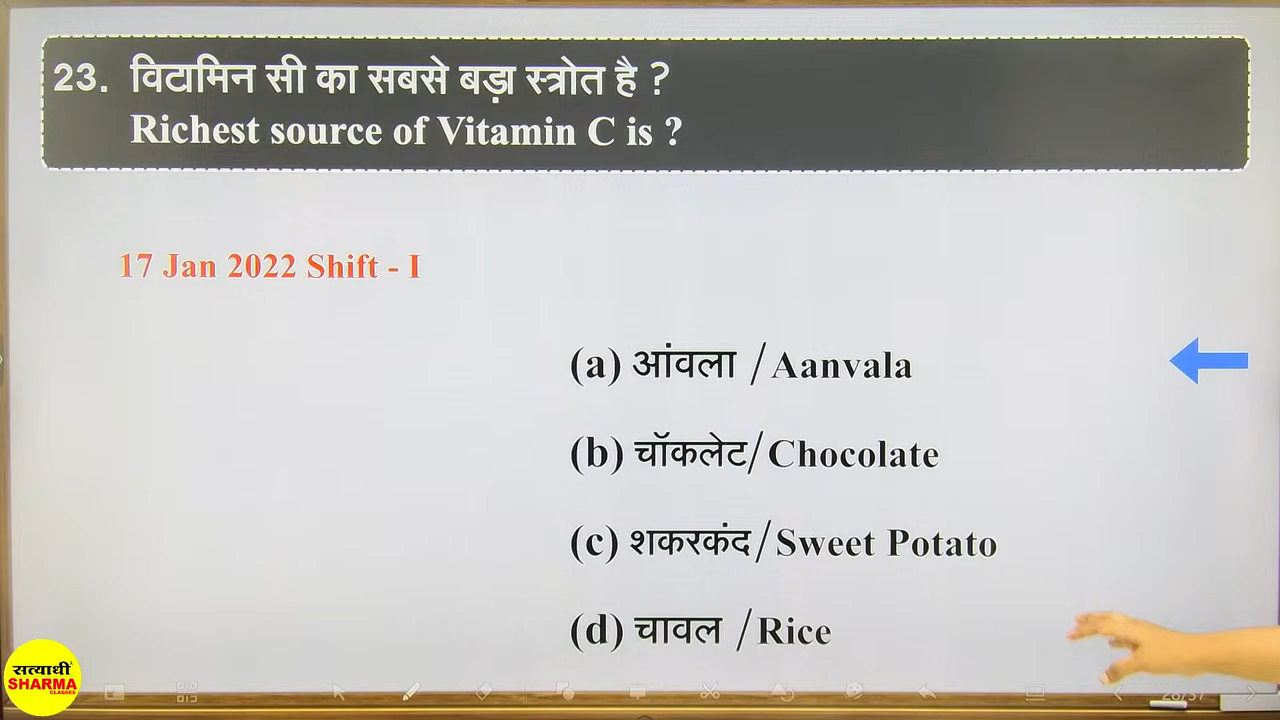 23. विटामिन सी का सबसे बड़ा स्त्रोत है ?
Richest source of Vitamin C is ?
17 Jan 2022 Shift - I
(a) आंवला / Aanvala
(b) चॉकलेट/ Chocolate
(c) शकरकंद/ Sweet Potato
(d) चावल / Rice
सत्यार्थी
SHARMA
CLASSES